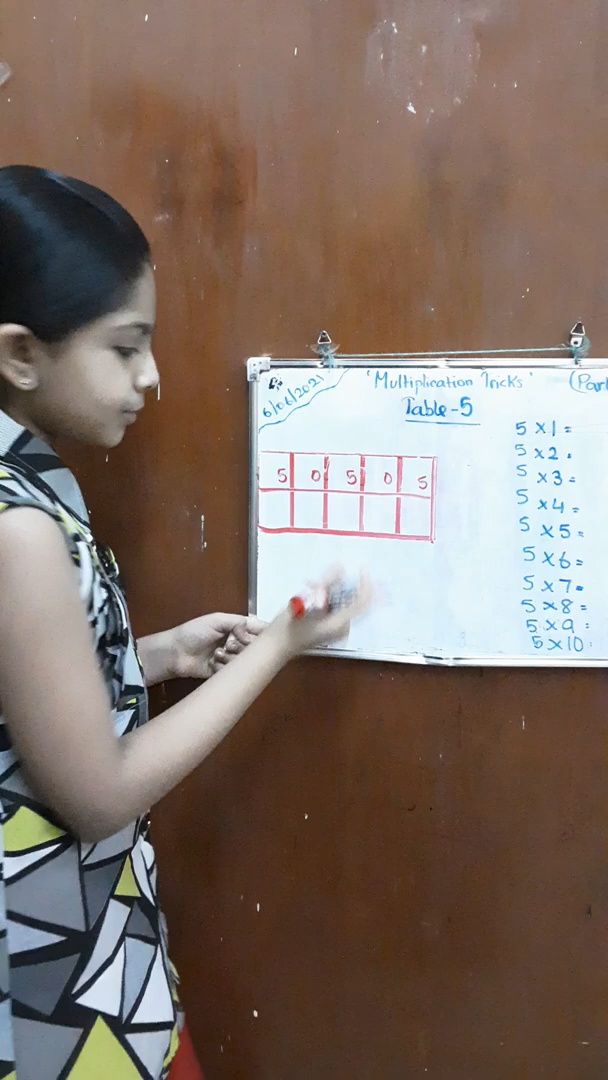 6/06/2021
'Multiplication Tricks' (Part
Table-5
5 0 5 0 5
5 x 1 =
5 x 2 =
5 x 3 =
5 x 4 =
5 x 5 =
5 x 6 =
5 x 7 =
5 x 8 =
5 x 9 =
5 x 10 =